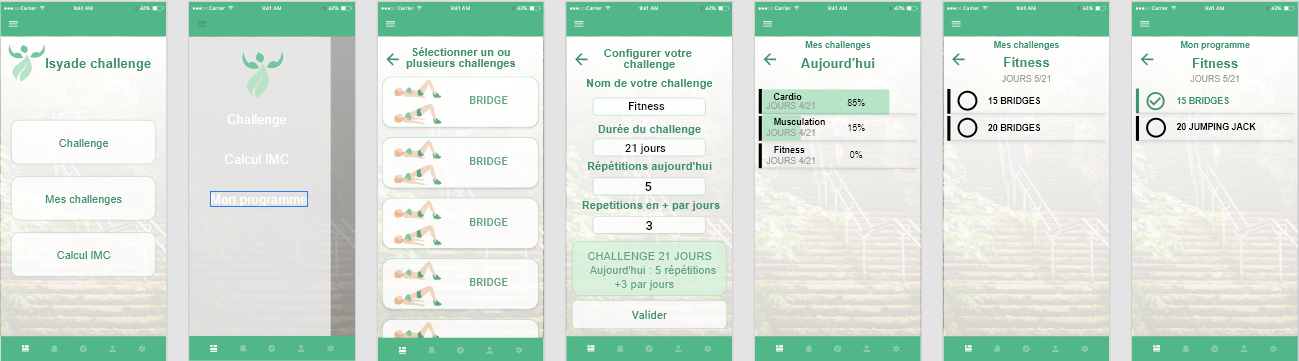 Carrier 9:41 AM 42%
Isyade challenge
Challenge
Mes challenges
Calcul IMC
Carrier 9:41 AM 42%
Challenge
Calcul IMC
Mon programme
Carrier 9:41 AM 42%
Sélectionner un ou
plusieurs challenges
BRIDGE
BRIDGE
BRIDGE
BRIDGE
Carrier 9:41 AM 42%
Configurer votre
challenge
Nom de votre challenge
Fitness
Durée du challenge
21 jours
Répétitions aujourd'hui
5
Repetitions en + par jours
3
CHALLENGE 21 JOURS
Aujourd'hui : 5 répétitions
+3 par jours
Valider
Carrier 9:41 AM 42%
Mes challenges
Aujourd'hui
Cardio
JOURS 4/21
85%
Musculation
JOURS 4/21
15%
Fitness
JOURS 4/21
0%
Carrier 9:41 AM 42%
Mes challenges
Fitness
JOURS 5/21
15 BRIDGES
20 BRIDGES
Carrier 9:41 AM 42%
Mon programme
Fitness
JOURS 5/21
15 BRIDGES
20 JUMPING JACK